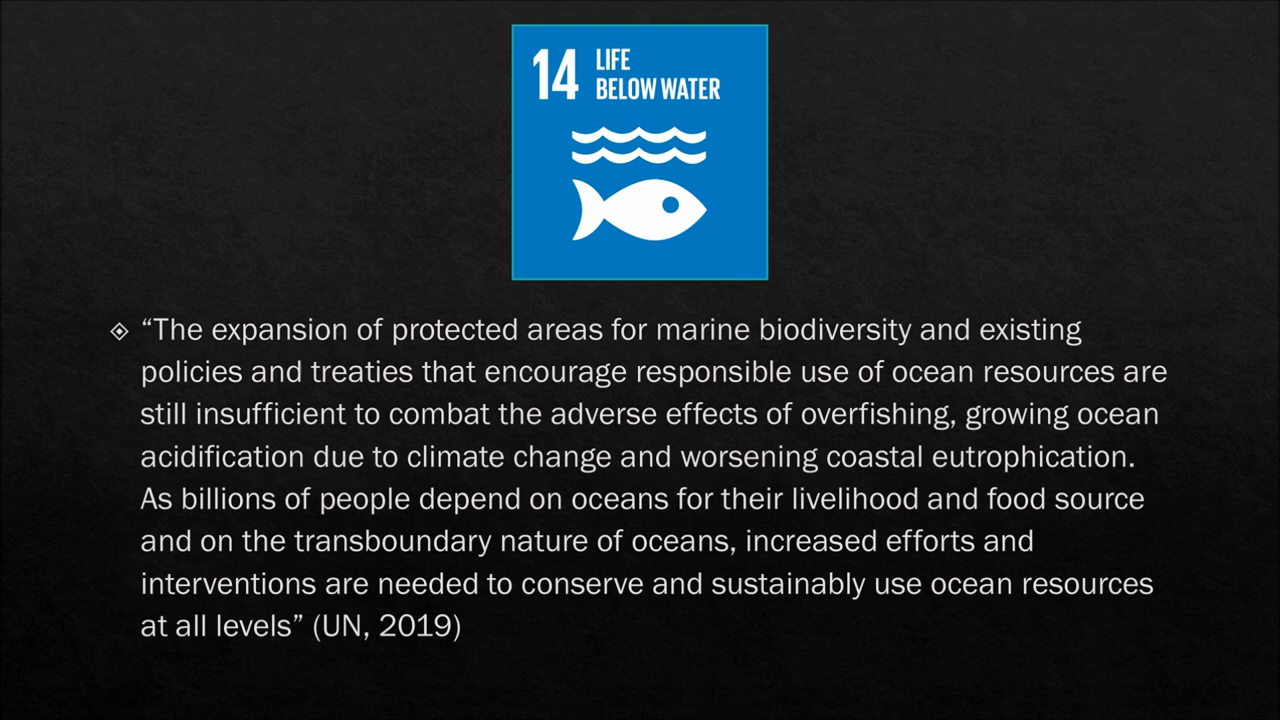 14 LIFE
BELOW WATER
“The expansion of protected areas for marine biodiversity and existing
policies and treaties that encourage responsible use of ocean resources are
still insufficient to combat the adverse effects of overfishing, growing ocean
acidification due to climate change and worsening coastal eutrophication.
As billions of people depend on oceans for their livelihood and food source
and on the transboundary nature of oceans, increased efforts and
interventions are needed to conserve and sustainably use ocean resources
at all levels” (UN, 2019)